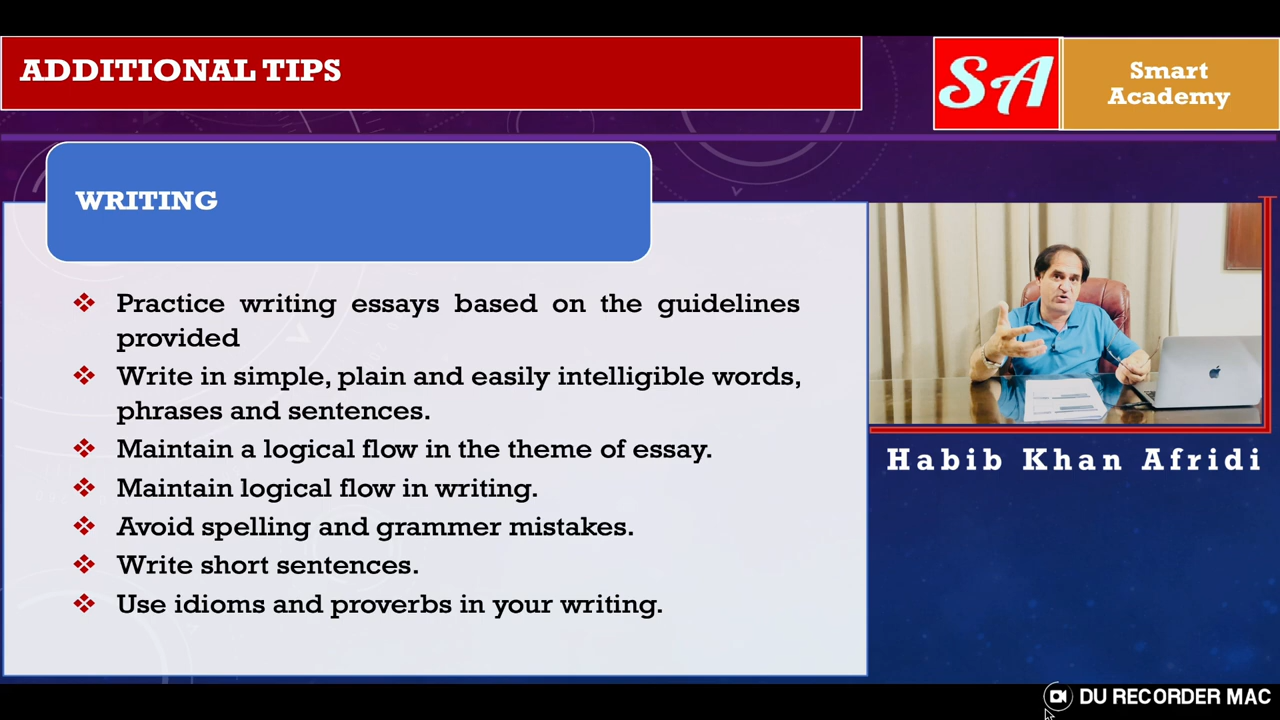 ADDITIONAL TIPS
SA
Smart
Academy
WRITING
❖ Practice writing essays based on the guidelines
provided
❖ Write in simple, plain and easily intelligible words,
phrases and sentences.
❖ Maintain a logical flow in the theme of essay.
❖ Maintain logical flow in writing.
❖ Avoid spelling and grammer mistakes.
❖ Write short sentences.
❖ Use idioms and proverbs in your writing.
Habib Khan Afridi
DU RECORDER MAC